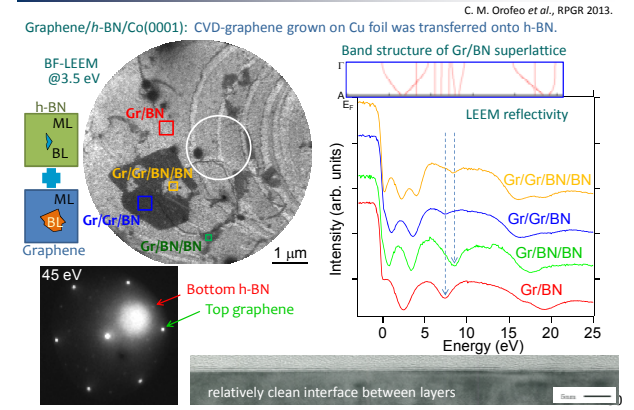 C. M. Orofeo et al., RPGR 2013.
Graphene/h-BN/Co(0001): CVD-graphene grown on Cu foil was transferred onto h-BN.
BF-LEEM
@3.5 eV
h-BN
ML
BL
ML
BL
Graphene
Gr/BN
Gr/Gr/BN/BN
Gr/Gr/BN
Gr/BN/BN
1 μm
Band structure of Gr/BN superlattice
Γ
A
EF
LEEM reflectivity
Gr/Gr/BN/BN
Gr/Gr/BN
Gr/BN/BN
Gr/BN
Intensity (arb. units)
0 5 10 15 20 25
Energy (eV)
45 eV
Bottom h-BN
Top graphene
relatively clean interface between layers